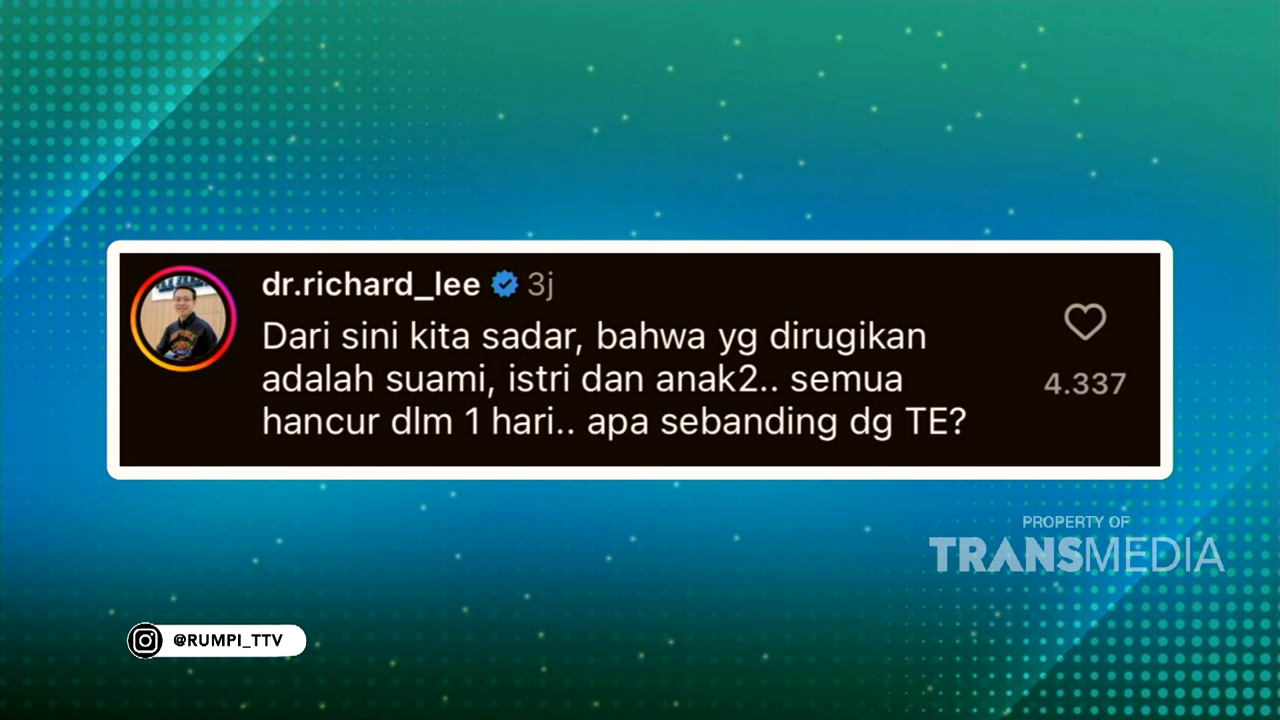 dr.richard_lee 3j
Dari sini kita sadar, bahwa yg dirugikan
adalah suami, istri dan anak2.. semua
hancur dlm 1 hari.. apa sebanding dg TE?
4.337
PROPERTY OF
TRANSMEDIA
@RUMPI_TTV